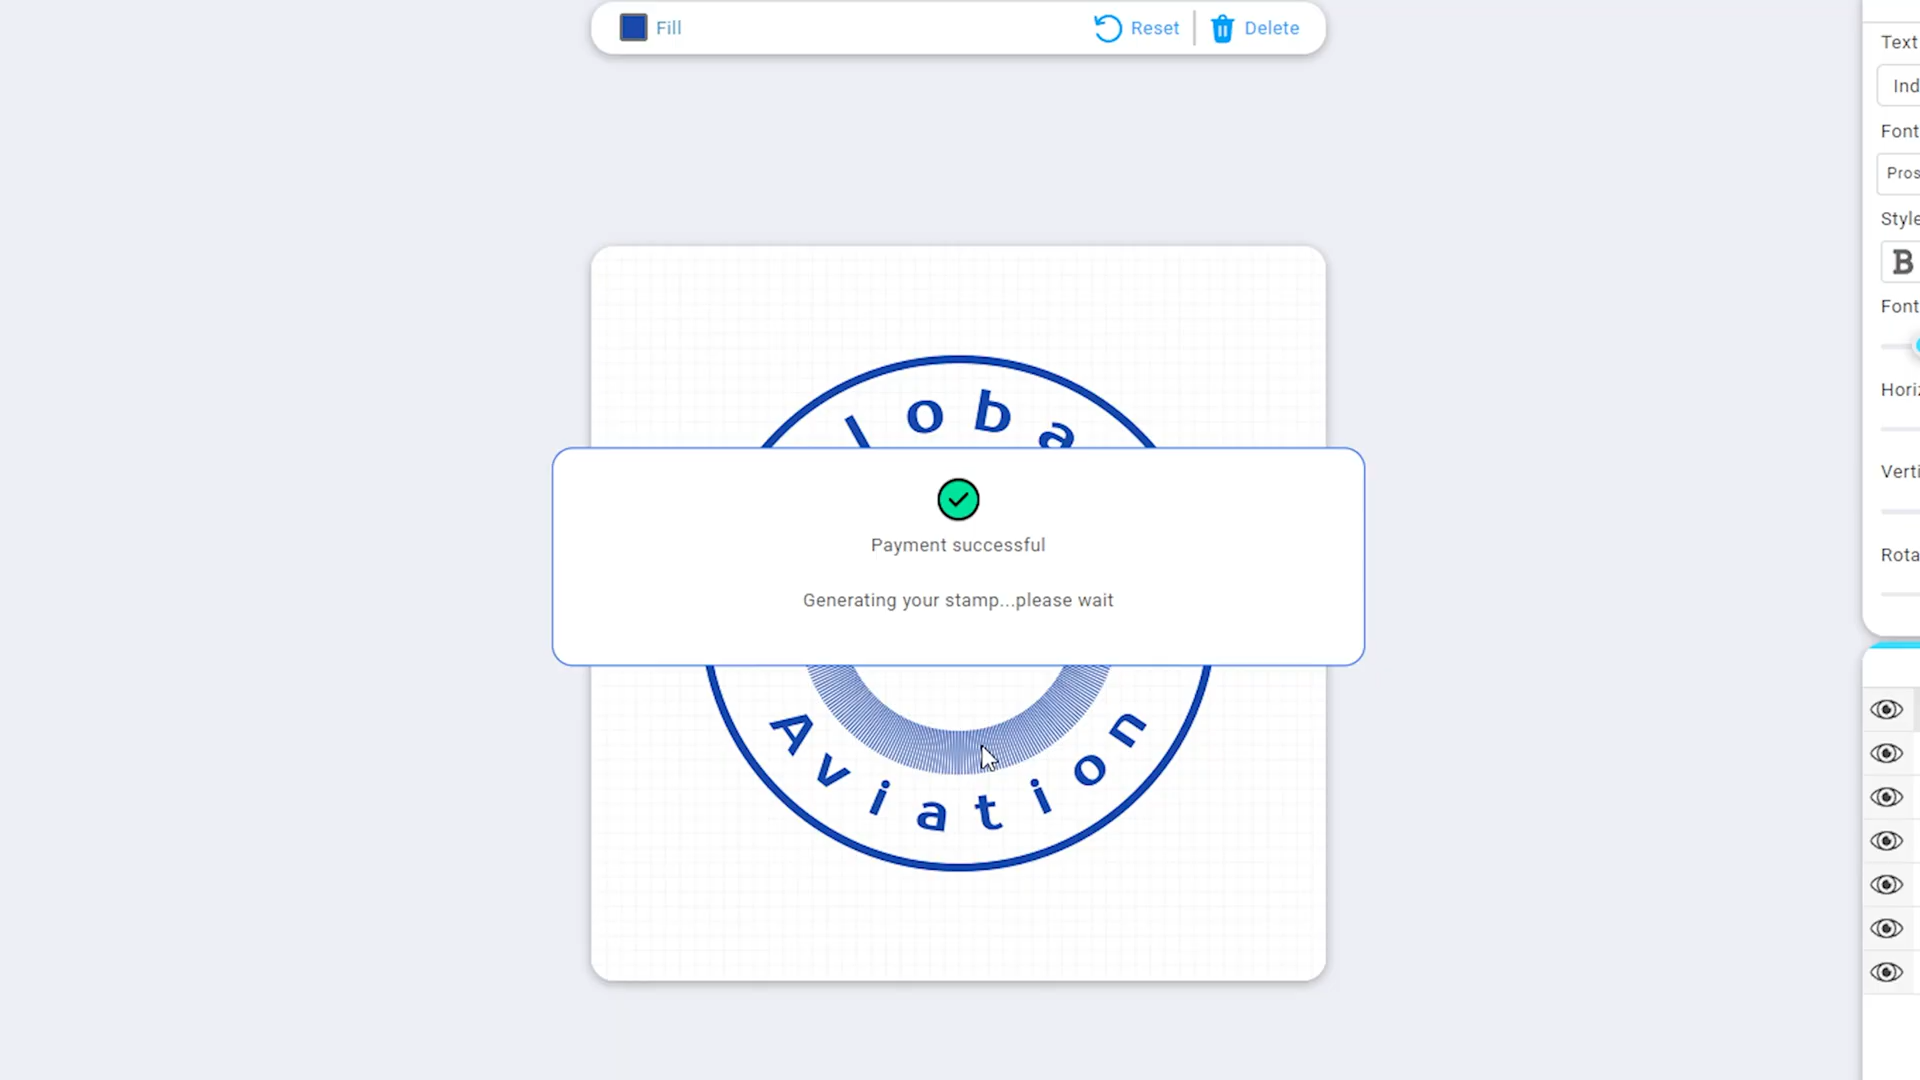 Fill
Reset
Delete
Text
Ind
Font
Pros
Style
B
Font
Horiz
Verti
Rota
loba
Payment successful
Generating your stamp...please wait
Aviation